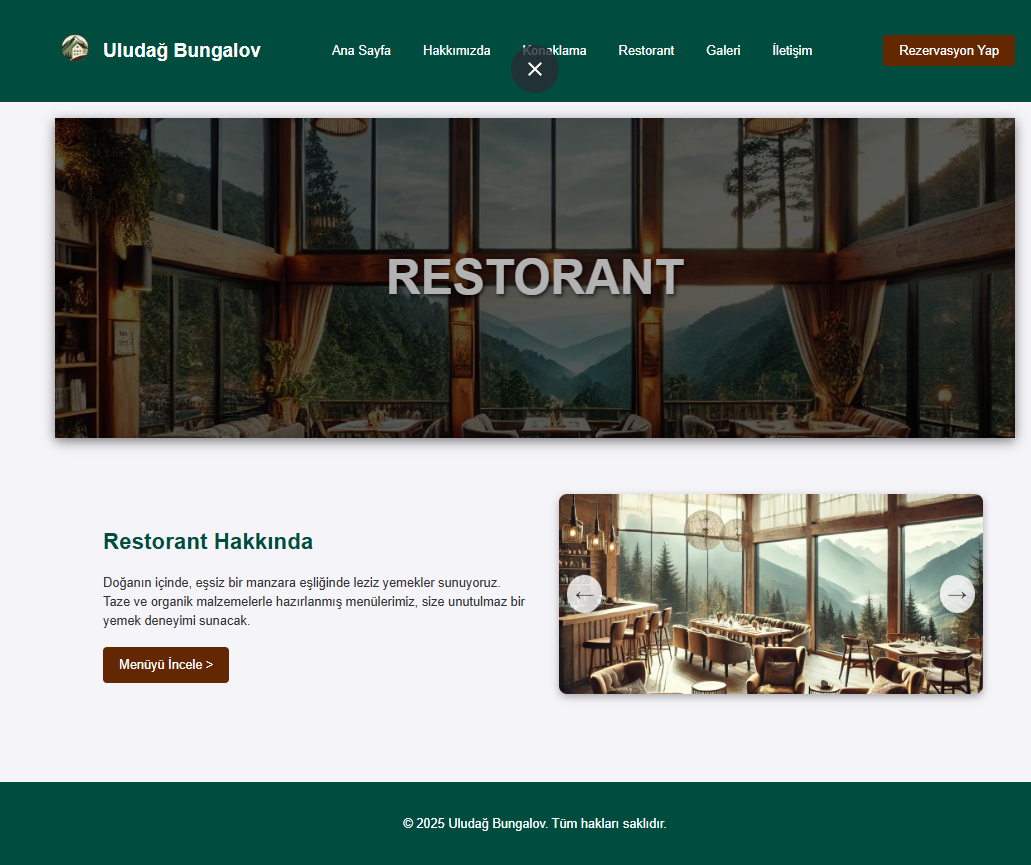 Uludağ Bungalov
Ana Sayfa
Hakkımızda
Konaklama
Restorant
Galeri
İletişim
Rezervasyon Yap
RESTORANT
Restorant Hakkında
Doğanın içinde, eşsiz bir manzara eşliğinde leziz yemekler sunuyoruz.
Taze ve organik malzemelerle hazırlanmış menülerimiz, size unutulmaz bir
yemek deneyimi sunacak.
Menüyü İncele >
© 2025 Uludağ Bungalov. Tüm hakları saklıdır.